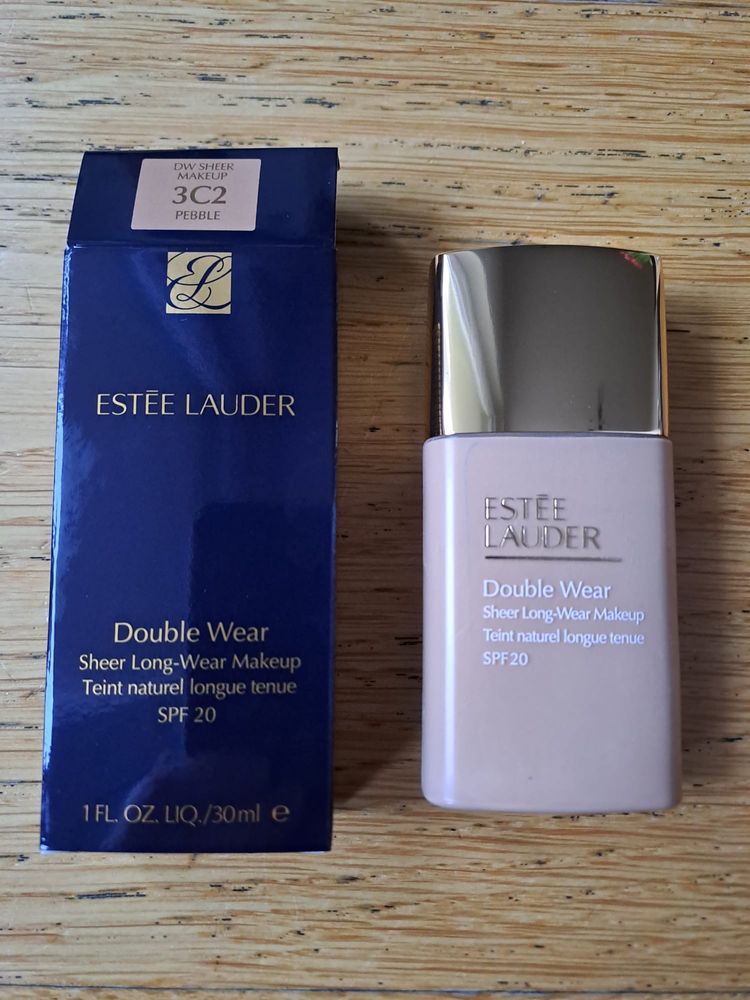 DW SHEER
MAKEUP
3C2
PEBBLE
EL
ESTĒE LAUDER
Double Wear
Sheer Long-Wear Makeup
Teint naturel longue tenue
SPF 20
1 FL. OZ. LIQ./30ml e
ESTĒE
LAUDER
Double Wear
Sheer Long-Wear Makeup
Teint naturel longue tenue
SPF 20